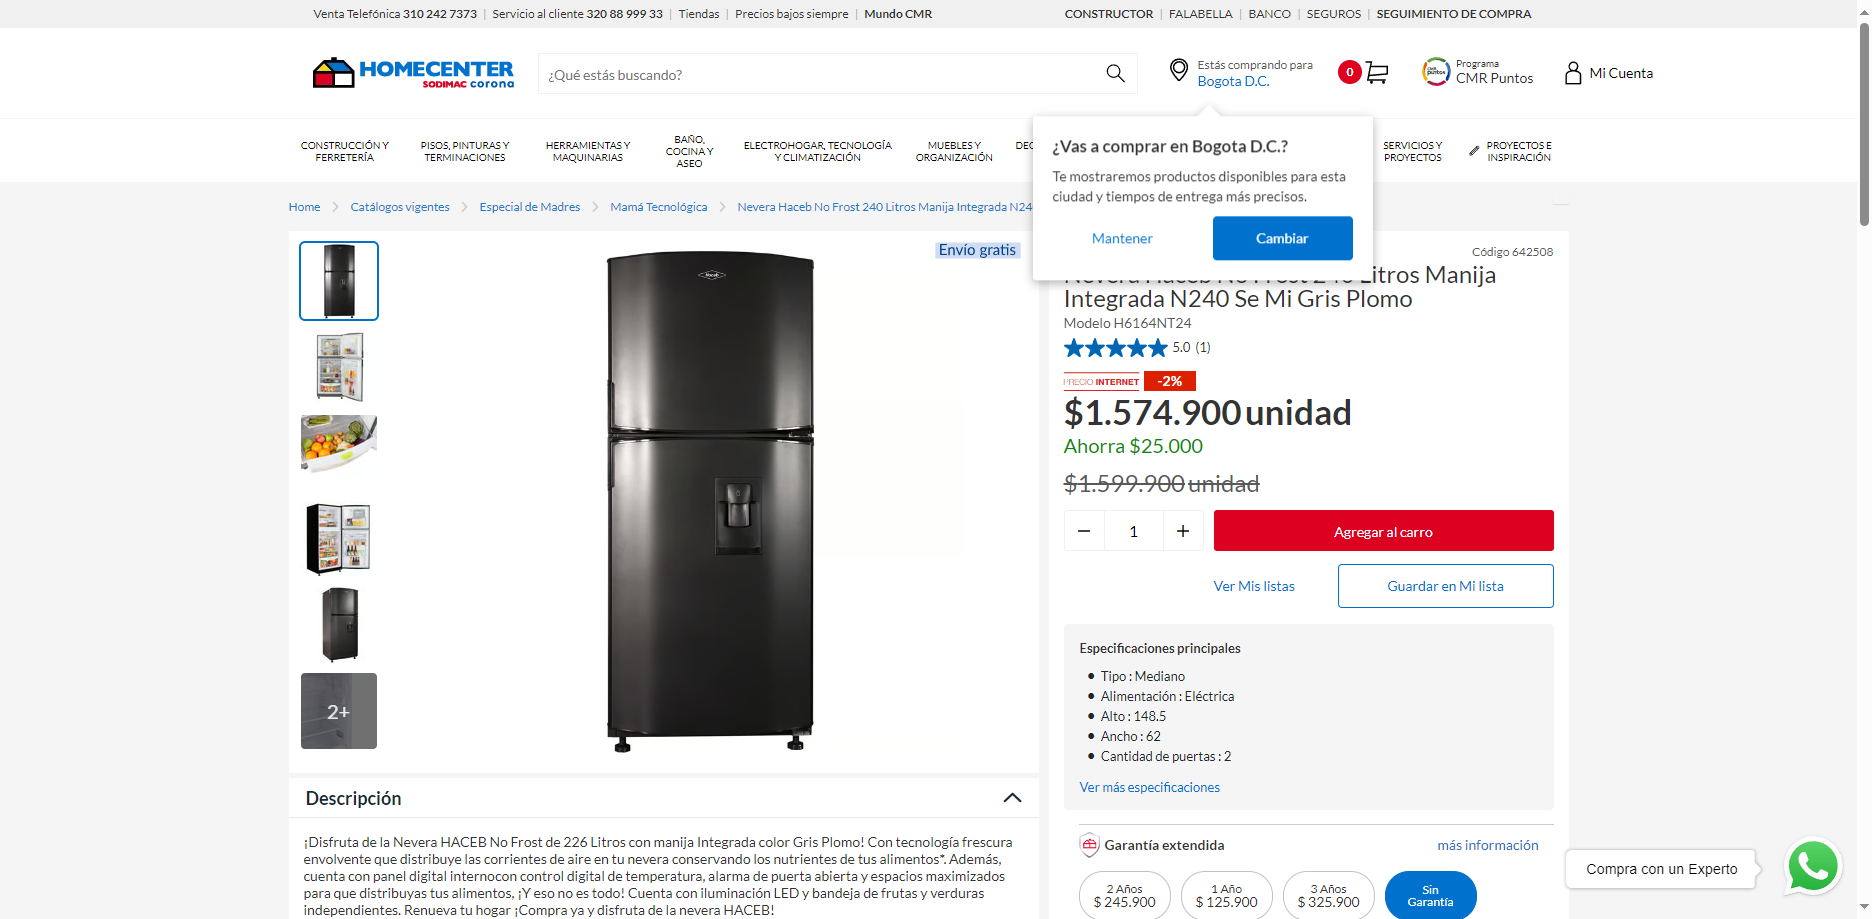 Venta Telefónica 310 242 7373 | Servicio al cliente 320 88 999 33 | Tiendas | Precios bajos siempre | Mundo CMR
CONSTRUCTOR | FALABELLA | BANCO | SEGUROS | SEGUIMIENTO DE COMPRA
HOMECENTER
SODIMAC corona
¿Qué estás buscando?
Estás comprando para
Bogota D.C.
0
Programa
CMR Puntos
Mi Cuenta
CONSTRUCCIÓN Y
FERRETERÍA
PISOS, PINTURAS Y
TERMINACIONES
HERRAMIENTAS Y
MAQUINARIAS
BAÑO,
COCINA Y
ASEO
ELECTROHOGAR, TECNOLOGÍA
Y CLIMATIZACIÓN
MUEBLES Y
ORGANIZACIÓN
DEC
SERVICIOS Y
PROYECTOS
PROYECTOS E
INSPIRACIÓN
¿Vas a comprar en Bogota D.C.?
Te mostraremos productos disponibles para esta
ciudad y tiempos de entrega más precisos.
Mantener
Cambiar
Home > Catálogos vigentes > Especial de Madres > Mamá Tecnológica > Nevera Haceb No Frost 240 Litros Manija Integrada N24
Envío gratis
Haceb
2+
Código 642508
Nevera Haceb No Frost 240 Litros Manija
Integrada N240 Se Mi Gris Plomo
Modelo H6164NT24
5.0 (1)
PRECIO INTERNET -2%
$1.574.900 unidad
Ahorra $25.000
$1.599.900 unidad
− 1 +
Agregar al carro
Ver Mis listas
Guardar en Mi lista
Especificaciones principales
• Tipo : Mediano
• Alimentación : Eléctrica
• Alto : 148.5
• Ancho : 62
• Cantidad de puertas : 2
Ver más especificaciones
Garantía extendida
más información
2 Años
$ 245.900
1 Año
$ 125.900
3 Años
$ 325.900
Sin
Garantía
Descripción
¡Disfruta de la Nevera HACEB No Frost de 226 Litros con manija Integrada color Gris Plomo! Con tecnología frescura
envolvente que distribuye las corrientes de aire en tu nevera conservando los nutrientes de tus alimentos*. Además,
cuenta con panel digital internocon control digital de temperatura, alarma de puerta abierta y espacios maximizados
para que distribuyas tus alimentos, ¡Y eso no es todo! Cuenta con iluminación LED y bandeja de frutas y verduras
independientes. Renueva tu hogar ¡Compra ya y disfruta de la nevera HACEB!
Compra con un Experto